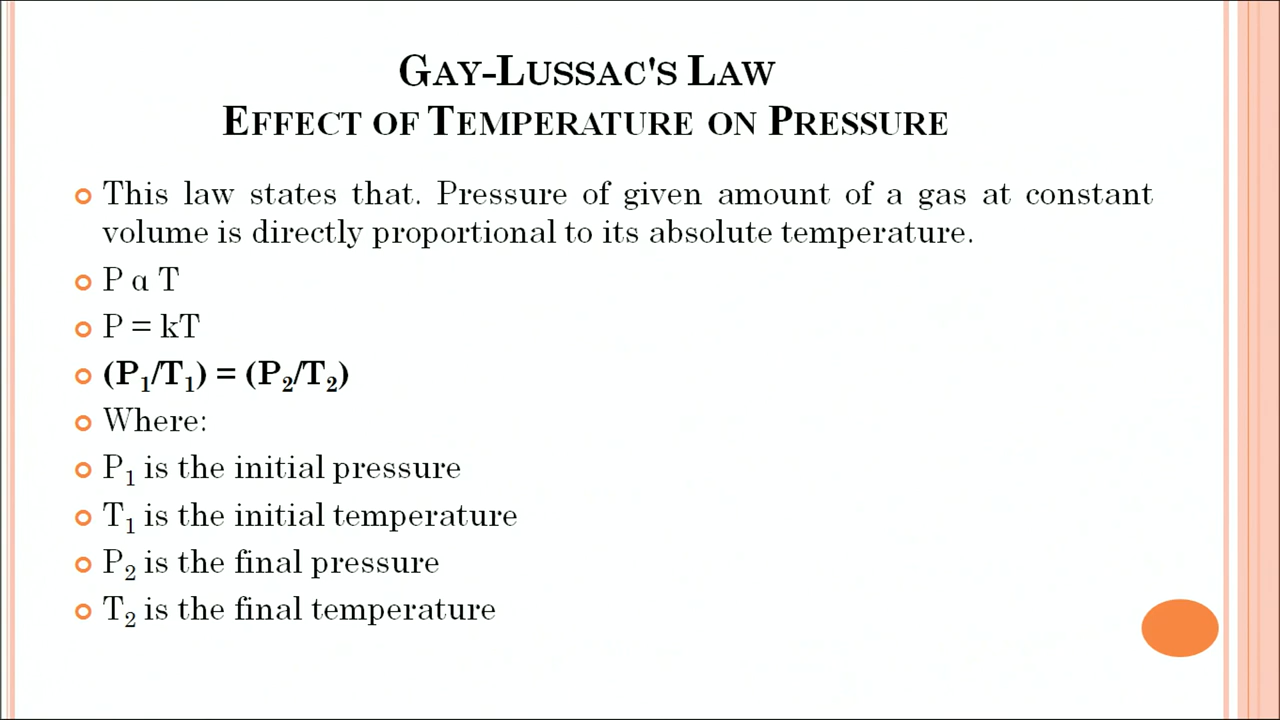 GAY-LUSSAC'S LAW
EFFECT OF TEMPERATURE ON PRESSURE
This law states that. Pressure of given amount of a gas at constant
volume is directly proportional to its absolute temperature.
P α T
P = kT
(P₁/T₁) = (P₂/T₂)
Where:
P₁ is the initial pressure
T₁ is the initial temperature
P₂ is the final pressure
T₂ is the final temperature